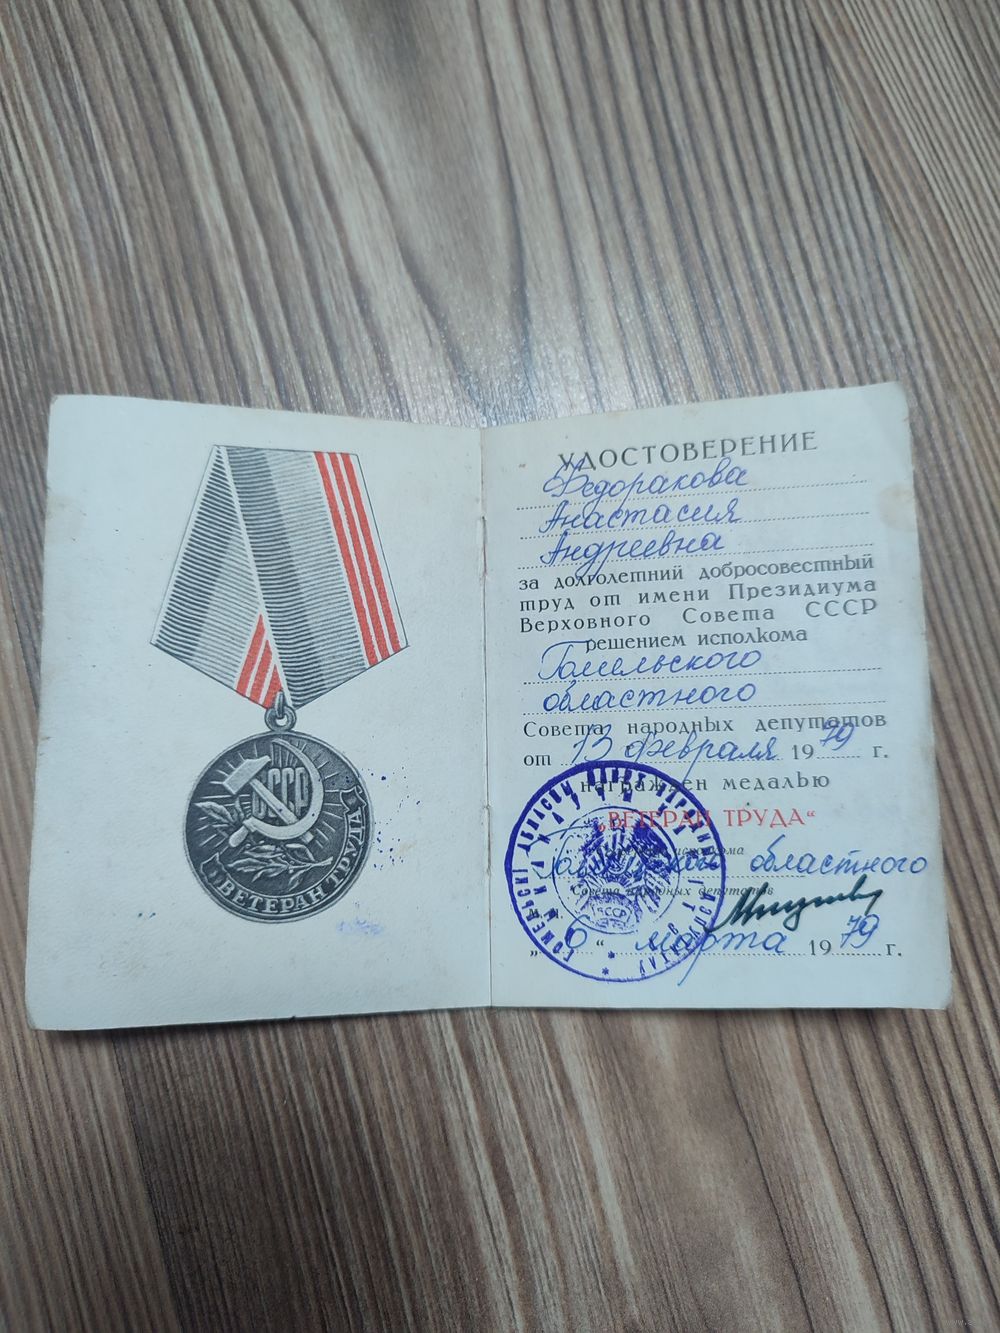 СССР
ВЕТЕРАН ТРУДА
УДОСТОВЕРЕНИЕ
Федоракова
Анастасия
Андреевна
за долголетний добросовестный
труд от имени Президиума
Верховного Совета СССР
решением исполкома
Гомельского
областного
Совета народных депутатов
от 13 февраля 1979 г.
награжден медалью
„ВЕТЕРАН ТРУДА“
исполкома
Гомельского областного
Совета народных депутатов
„6“ марта 1979 г.